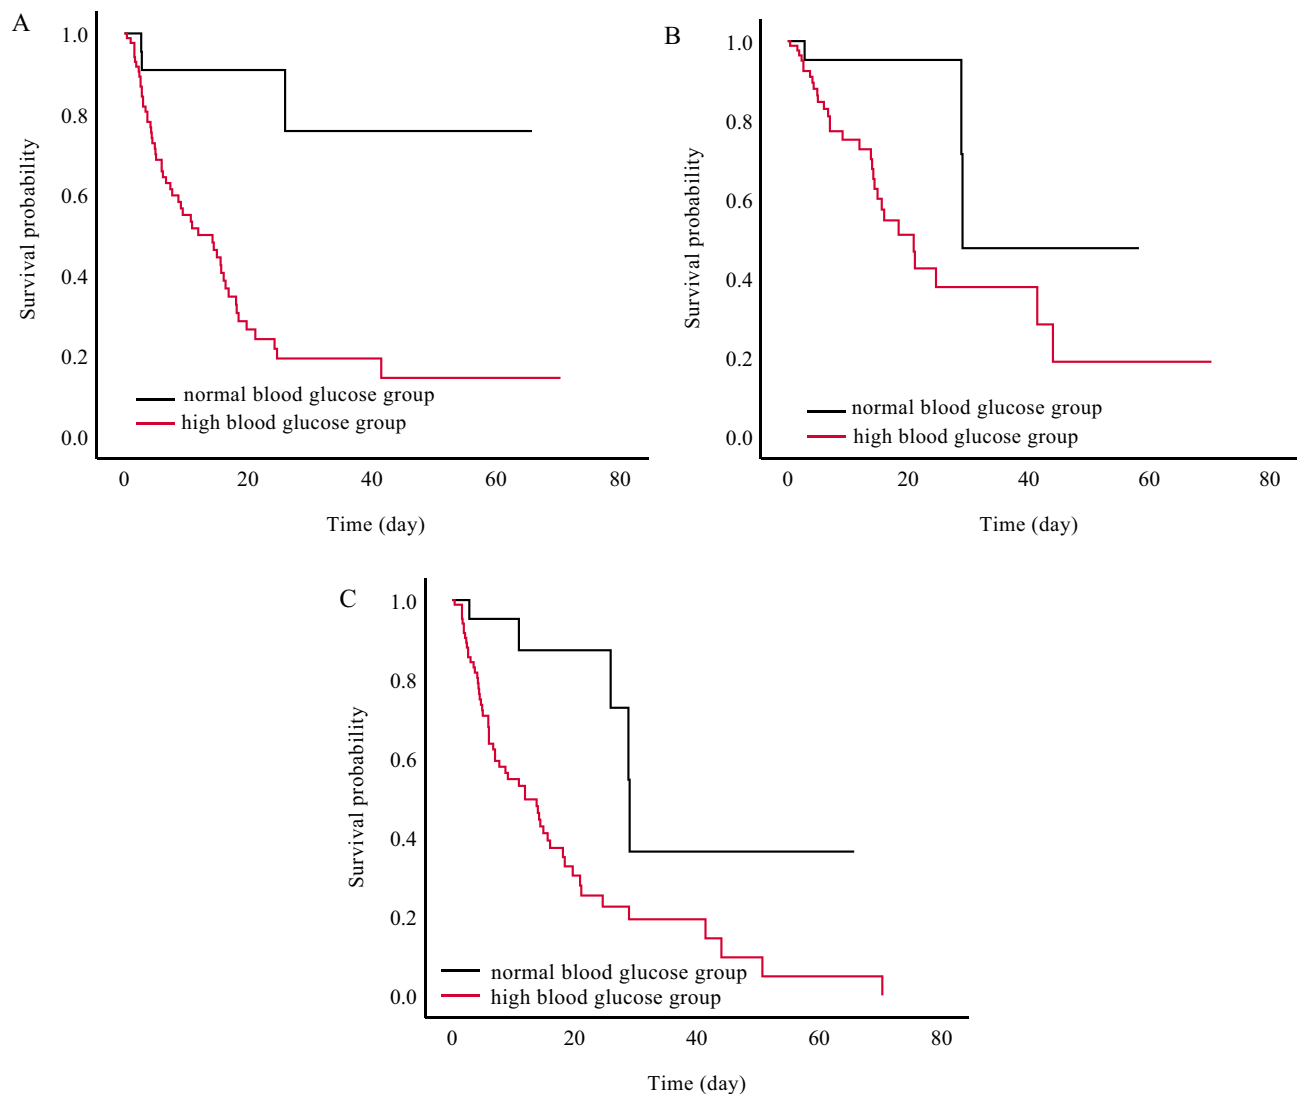 A
1.0
0.8
0.6
0.4
0.2
0.0
Survival probability
normal blood glucose group
high blood glucose group
0 20 40 60 80
Time (day)
B
1.0
0.8
0.6
0.4
0.2
0.0
Survival probability
normal blood glucose group
high blood glucose group
0 20 40 60 80
Time (day)
C
1.0
0.8
0.6
0.4
0.2
0.0
Survival probability
normal blood glucose group
high blood glucose group
0 20 40 60 80
Time (day)